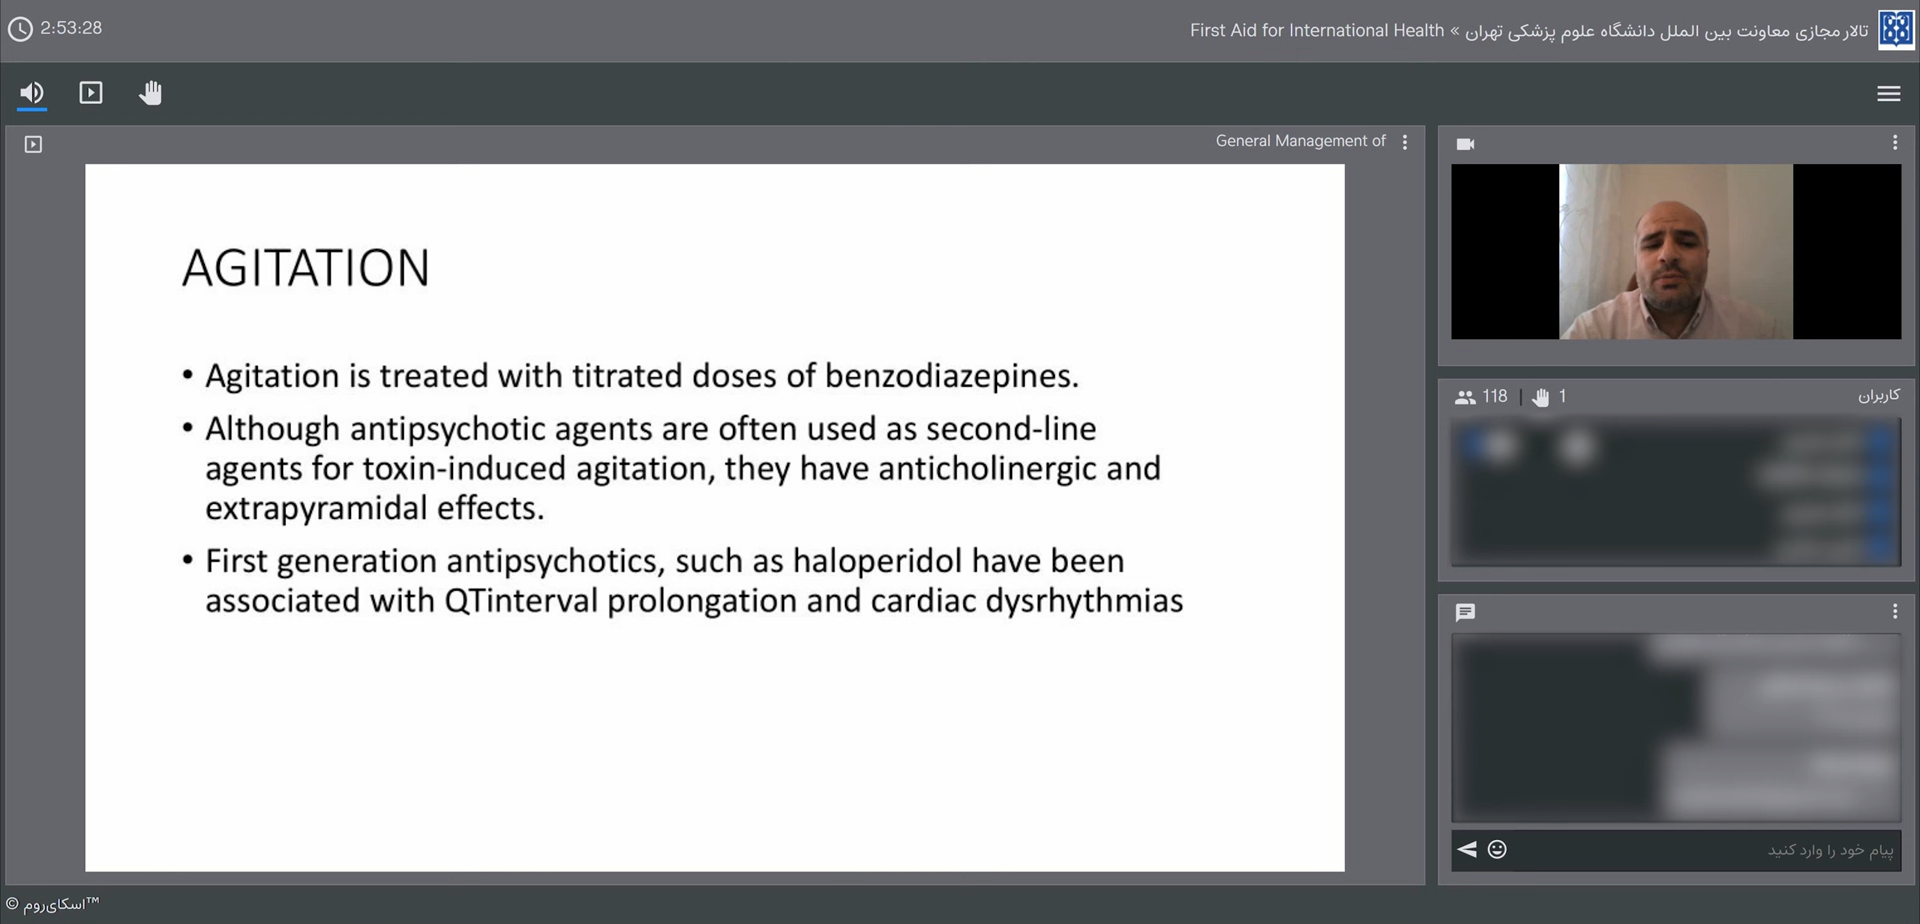 2:53:28
تالار مجازی معاونت بین الملل دانشگاه علوم پزشکی تهران » First Aid for International Health
General Management of
AGITATION
• Agitation is treated with titrated doses of benzodiazepines.
• Although antipsychotic agents are often used as second-line
agents for toxin-induced agitation, they have anticholinergic and
extrapyramidal effects.
• First generation antipsychotics, such as haloperidol have been
associated with QTinterval prolongation and cardiac dysrhythmias
118 | 1
کاربران
پیام خود را وارد کنید
© اسکای‌روم™